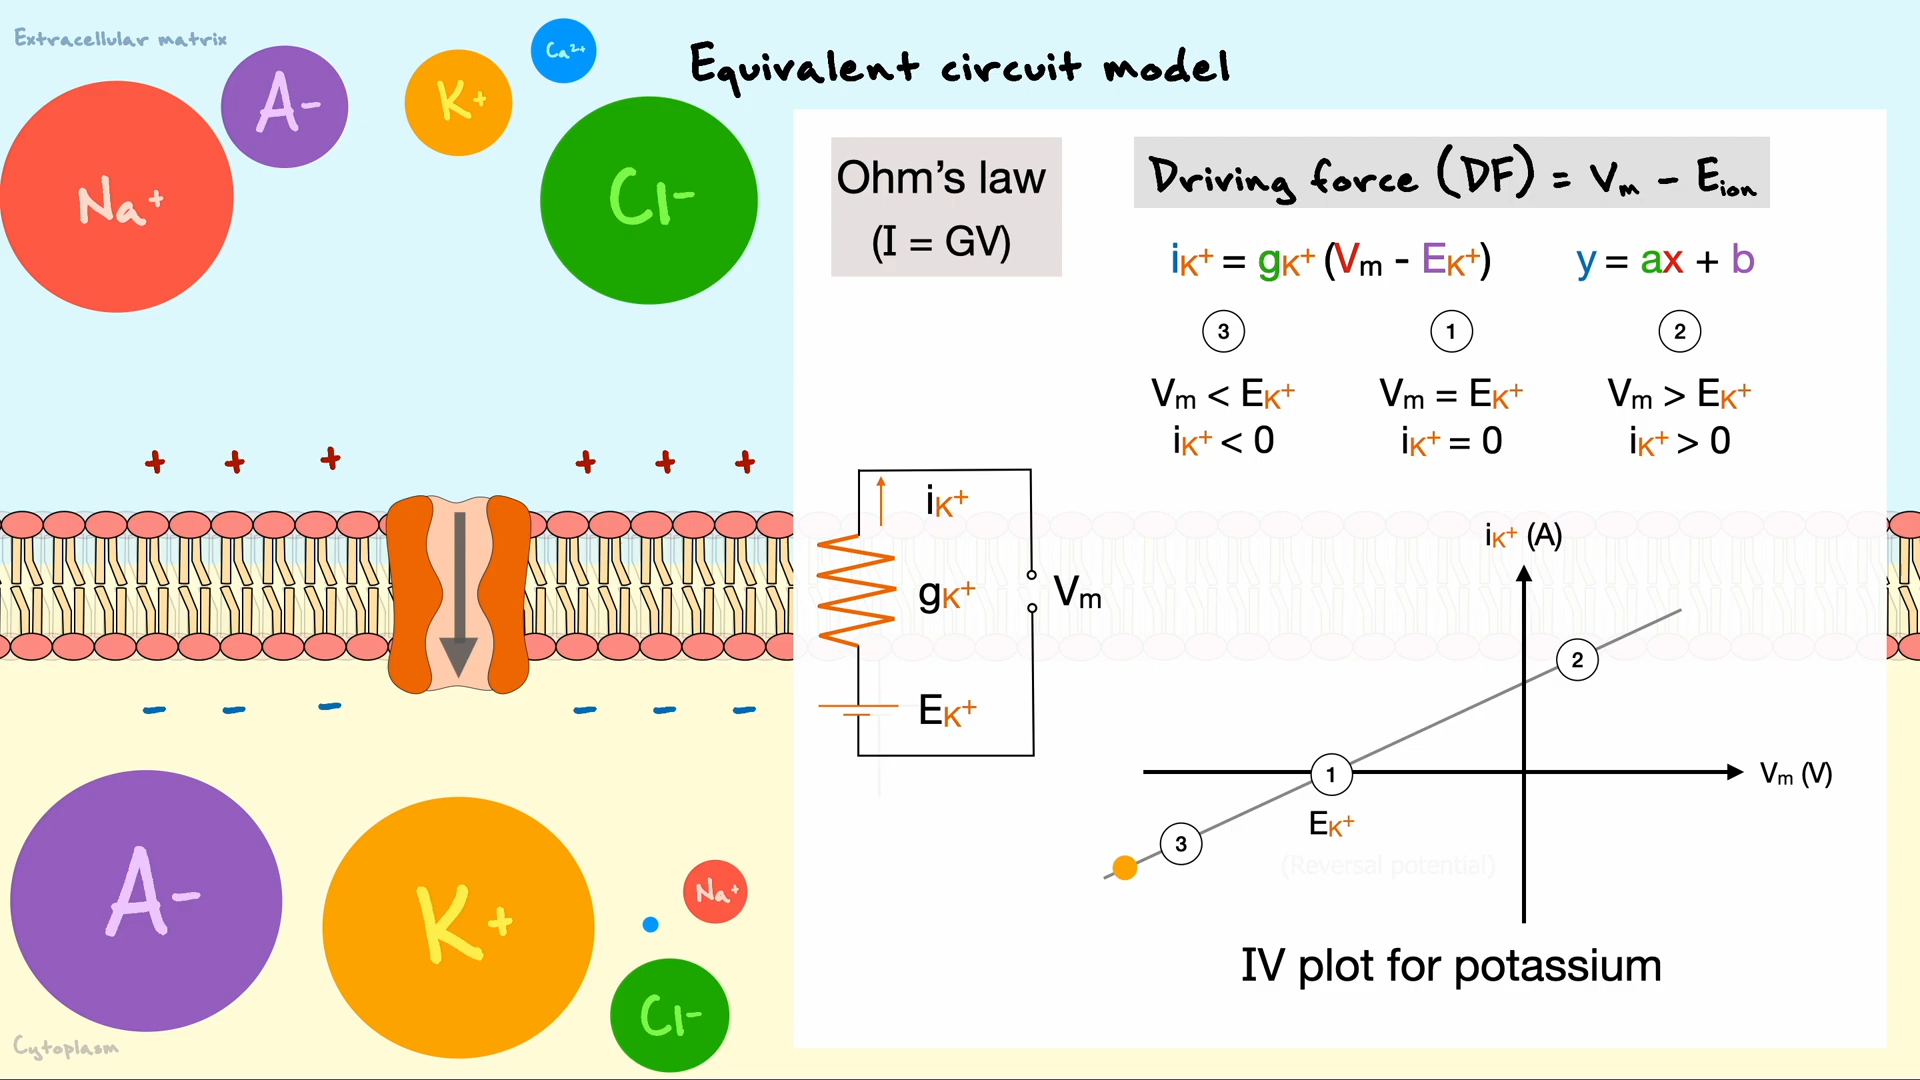 Extracellular matrix
Na+
A-
K+
Ca2+
Cl-
Equivalent circuit model
Ohm's law
(I = GV)
Driving force (DF) = Vm - Eion
iK+ = gK+ (Vm - EK+)
y = ax + b
3
1
2
Vm < EK+
Vm = EK+
Vm > EK+
iK+ < 0
iK+ = 0
iK+ > 0
+ + + + + +
- - - - - -
iK+
gK+
Vm
EK+
iK+ (A)
2
1
Vm (V)
EK+
3
(Reversal potential)
IV plot for potassium
A-
K+
Na+
Cl-
Cytoplasm